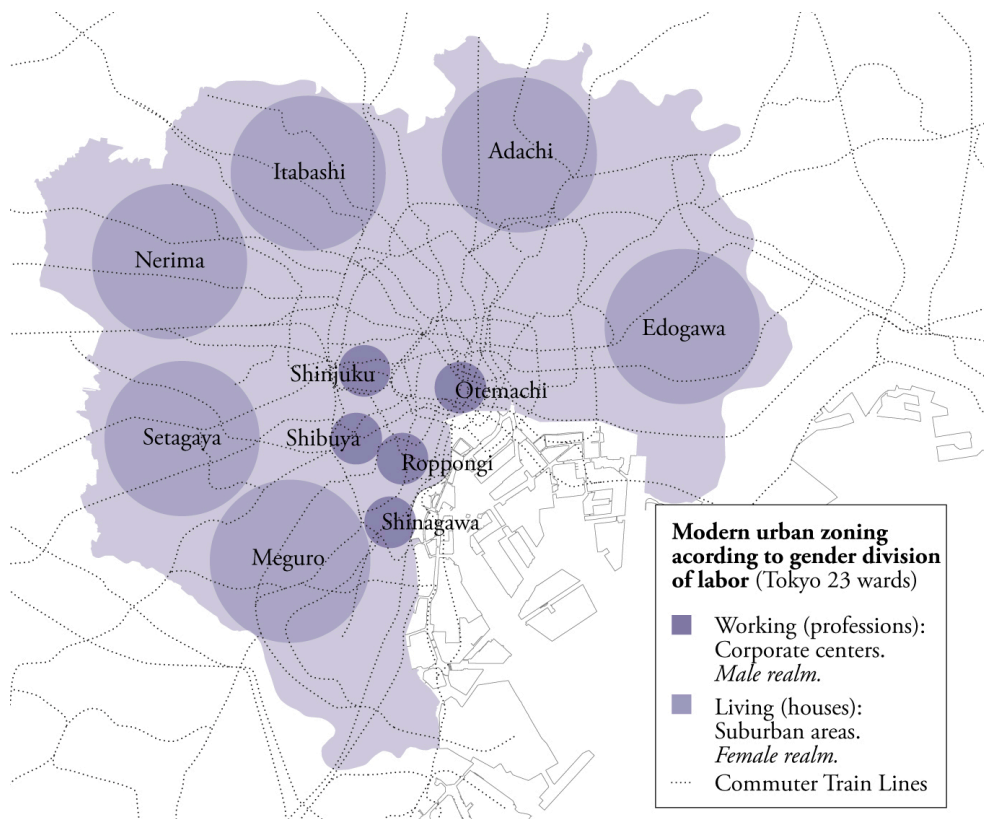 Adachi
Itabashi
Nerima
Edogawa
Shinjuku
Otemachi
Setagaya
Shibuya
Roppongi
Shinagawa
Meguro
Modern urban zoning
acording to gender division
of labor (Tokyo 23 wards)
Working (professions):
Corporate centers.
Male realm.
Living (houses):
Suburban areas.
Female realm.
Commuter Train Lines